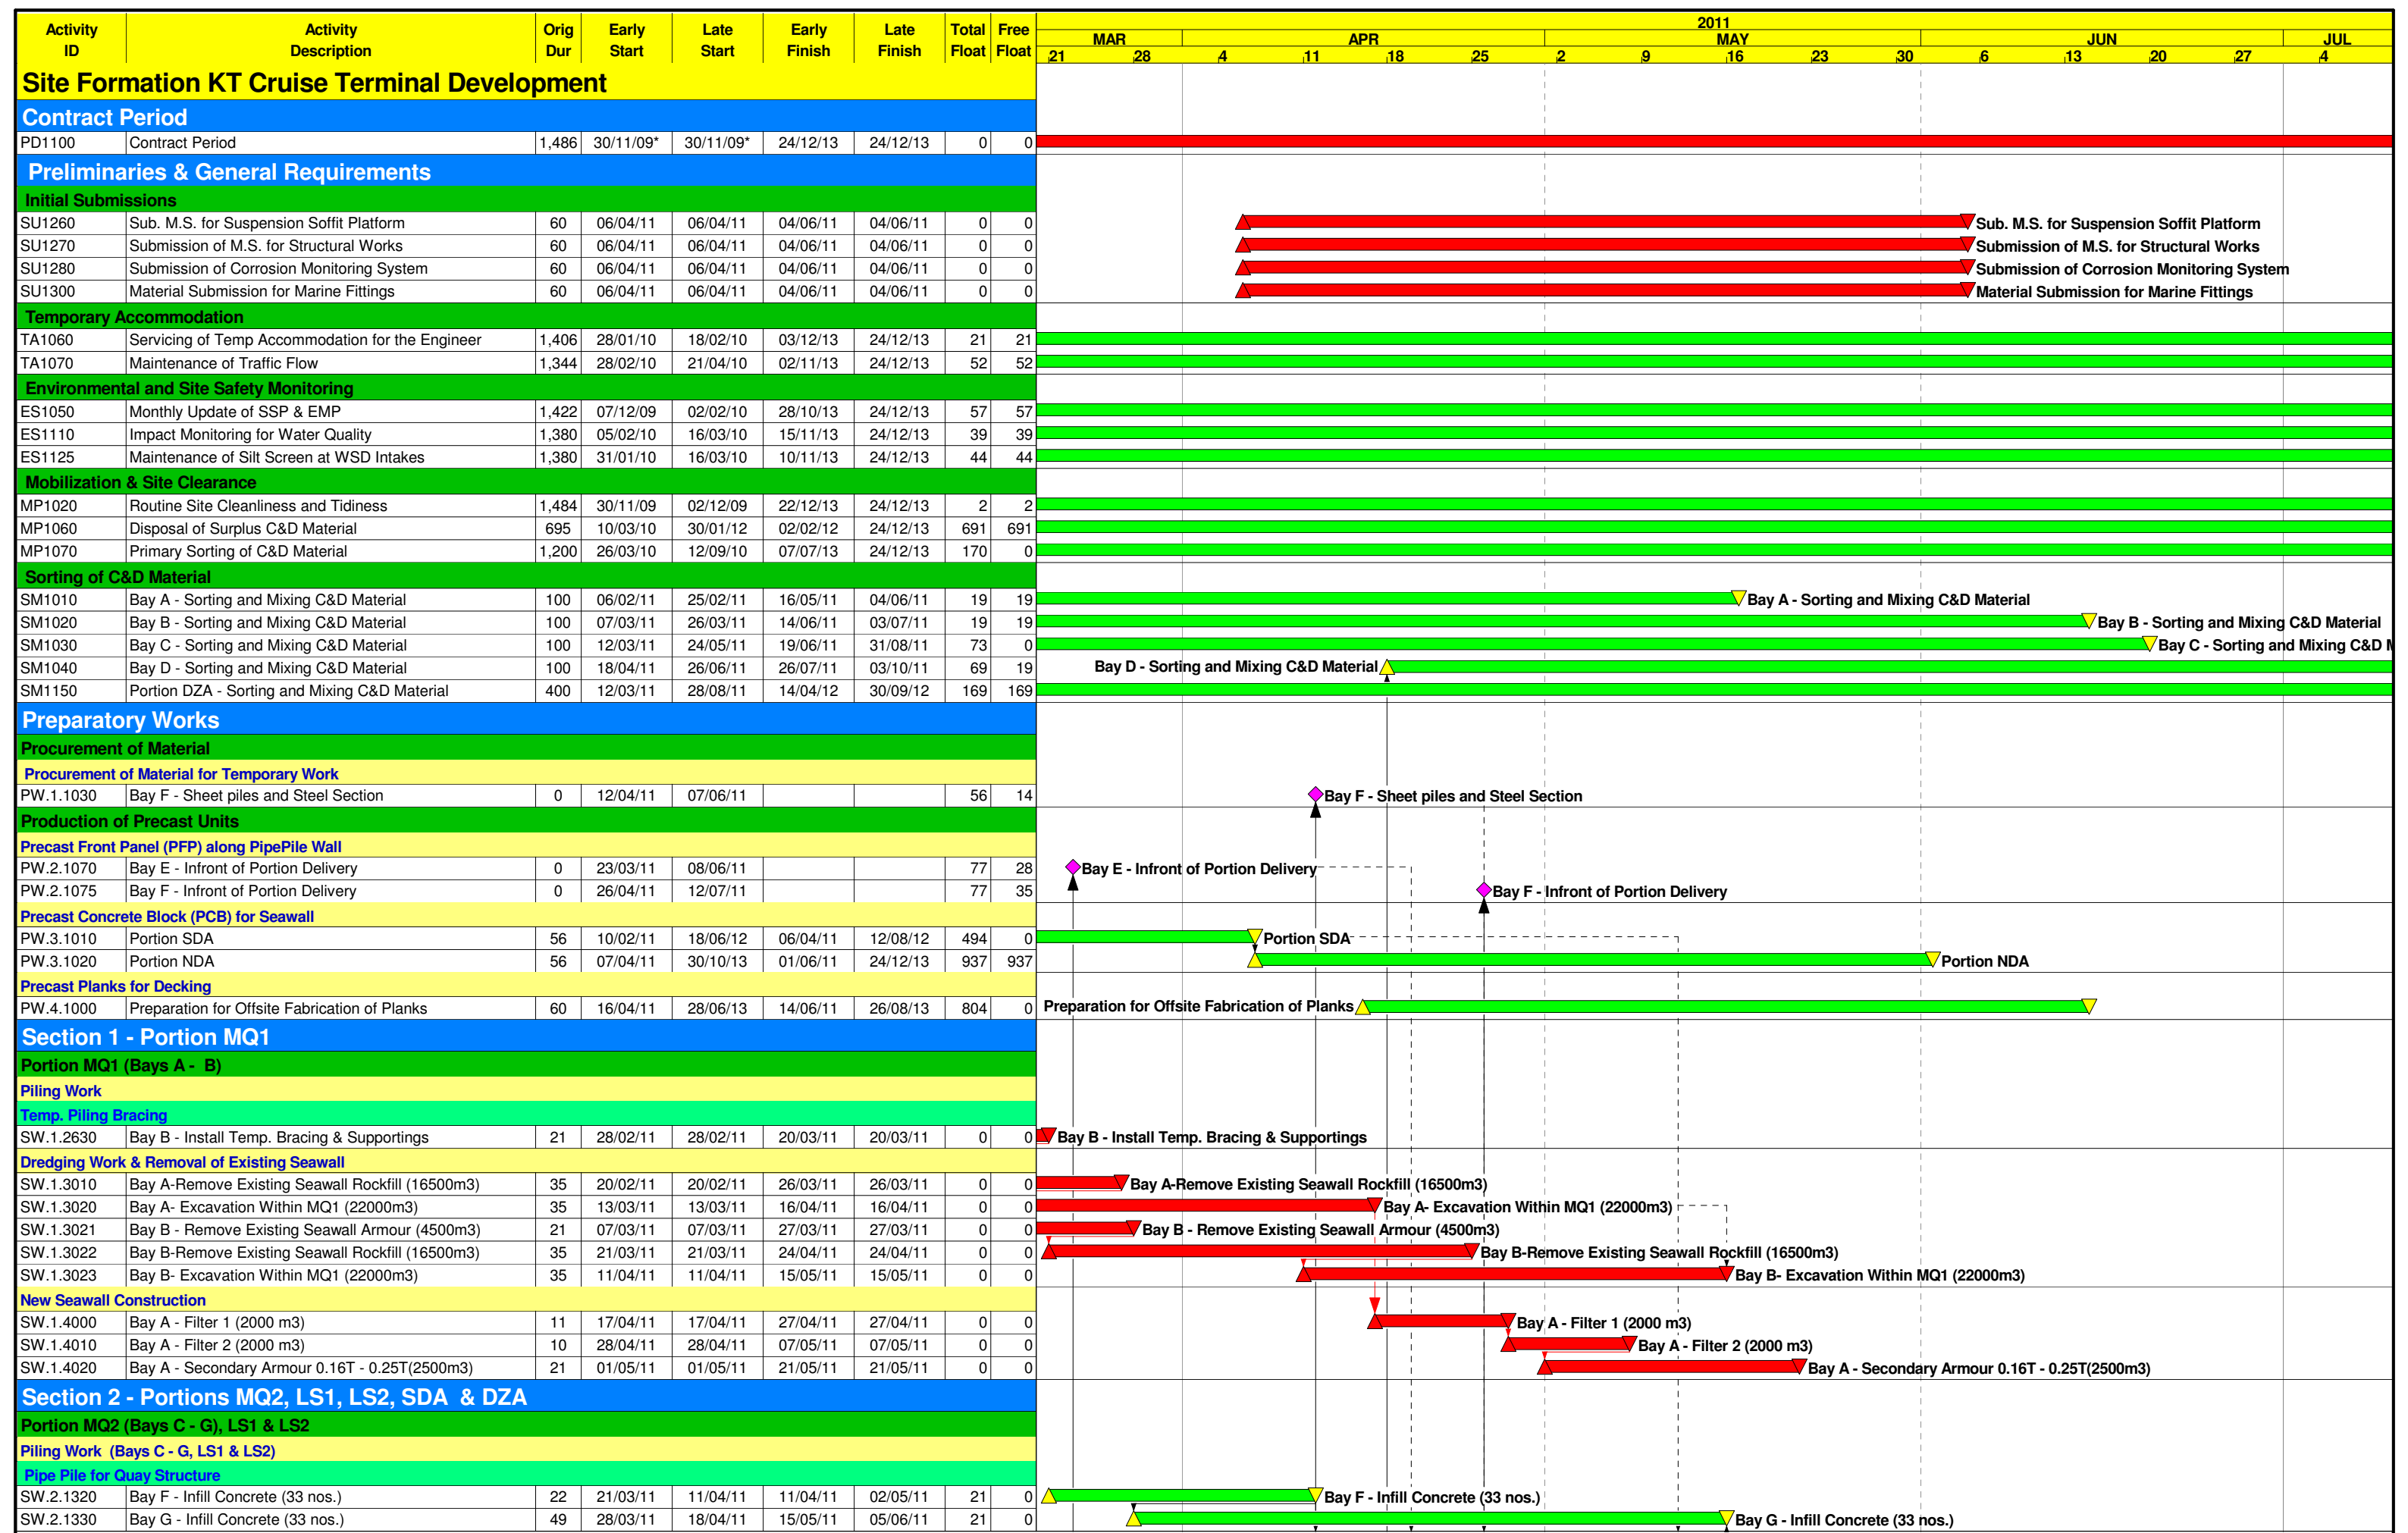 Activity ID Activity Description Orig Dur Early Start Late Start Early Finish Late Finish Total Float Free Float
2011
MAR APR MAY JUN JUL
21 28 4 11 18 25 2 9 16 23 30 6 13 20 27 4
Site Formation KT Cruise Terminal Development
Contract Period
PD1100 Contract Period 1,486 30/11/09* 30/11/09* 24/12/13 24/12/13 0 0
Preliminaries & General Requirements
Initial Submissions
SU1260 Sub. M.S. for Suspension Soffit Platform 60 06/04/11 06/04/11 04/06/11 04/06/11 0 0 Sub. M.S. for Suspension Soffit Platform
SU1270 Submission of M.S. for Structural Works 60 06/04/11 06/04/11 04/06/11 04/06/11 0 0 Submission of M.S. for Structural Works
SU1280 Submission of Corrosion Monitoring System 60 06/04/11 06/04/11 04/06/11 04/06/11 0 0 Submission of Corrosion Monitoring System
SU1300 Material Submission for Marine Fittings 60 06/04/11 06/04/11 04/06/11 04/06/11 0 0 Material Submission for Marine Fittings
Temporary Accommodation
TA1060 Servicing of Temp Accommodation for the Engineer 1,406 28/01/10 18/02/10 03/12/13 24/12/13 21 21
TA1070 Maintenance of Traffic Flow 1,344 28/02/10 21/04/10 02/11/13 24/12/13 52 52
Environmental and Site Safety Monitoring
ES1050 Monthly Update of SSP & EMP 1,422 07/12/09 02/02/10 28/10/13 24/12/13 57 57
ES1110 Impact Monitoring for Water Quality 1,380 05/02/10 16/03/10 15/11/13 24/12/13 39 39
ES1125 Maintenance of Silt Screen at WSD Intakes 1,380 31/01/10 16/03/10 10/11/13 24/12/13 44 44
Mobilization & Site Clearance
MP1020 Routine Site Cleanliness and Tidiness 1,484 30/11/09 02/12/09 22/12/13 24/12/13 2 2
MP1060 Disposal of Surplus C&D Material 695 10/03/10 30/01/12 02/02/12 24/12/13 691 691
MP1070 Primary Sorting of C&D Material 1,200 26/03/10 12/09/10 07/07/13 24/12/13 170 0
Sorting of C&D Material
SM1010 Bay A - Sorting and Mixing C&D Material 100 06/02/11 25/02/11 16/05/11 04/06/11 19 19 Bay A - Sorting and Mixing C&D Material
SM1020 Bay B - Sorting and Mixing C&D Material 100 07/03/11 26/03/11 14/06/11 03/07/11 19 19 Bay B - Sorting and Mixing C&D Material
SM1030 Bay C - Sorting and Mixing C&D Material 100 12/03/11 24/05/11 19/06/11 31/08/11 73 0 Bay C - Sorting and Mixing C&D
SM1040 Bay D - Sorting and Mixing C&D Material 100 18/04/11 26/06/11 26/07/11 03/10/11 69 19 Bay D - Sorting and Mixing C&D Material
SM1150 Portion DZA - Sorting and Mixing C&D Material 400 12/03/11 28/08/11 14/04/12 30/09/12 169 169
Preparatory Works
Procurement of Material
Procurement of Material for Temporary Work
PW.1.1030 Bay F - Sheet piles and Steel Section 0 12/04/11 07/06/11 56 14 Bay F - Sheet piles and Steel Section
Production of Precast Units
Precast Front Panel (PFP) along PipePile Wall
PW.2.1070 Bay E - Infront of Portion Delivery 0 23/03/11 08/06/11 77 28 Bay E - Infront of Portion Delivery
PW.2.1075 Bay F - Infront of Portion Delivery 0 26/04/11 12/07/11 77 35 Bay F - Infront of Portion Delivery
Precast Concrete Block (PCB) for Seawall
PW.3.1010 Portion SDA 56 10/02/11 18/06/12 06/04/11 12/08/12 494 0 Portion SDA
PW.3.1020 Portion NDA 56 07/04/11 30/10/13 01/06/11 24/12/13 937 937 Portion NDA
Precast Planks for Decking
PW.4.1000 Preparation for Offsite Fabrication of Planks 60 16/04/11 28/06/13 14/06/11 26/08/13 804 0 Preparation for Offsite Fabrication of Planks
Section 1 - Portion MQ1
Portion MQ1 (Bays A - B)
Piling Work
Temp. Piling Bracing
SW.1.2630 Bay B - Install Temp. Bracing & Supportings 21 28/02/11 28/02/11 20/03/11 20/03/11 0 0 Bay B - Install Temp. Bracing & Supportings
Dredging Work & Removal of Existing Seawall
SW.1.3010 Bay A-Remove Existing Seawall Rockfill (16500m3) 35 20/02/11 20/02/11 26/03/11 26/03/11 0 0 Bay A-Remove Existing Seawall Rockfill (16500m3)
SW.1.3020 Bay A- Excavation Within MQ1 (22000m3) 35 13/03/11 13/03/11 16/04/11 16/04/11 0 0 Bay A- Excavation Within MQ1 (22000m3)
SW.1.3021 Bay B - Remove Existing Seawall Armour (4500m3) 21 07/03/11 07/03/11 27/03/11 27/03/11 0 0 Bay B - Remove Existing Seawall Armour (4500m3)
SW.1.3022 Bay B-Remove Existing Seawall Rockfill (16500m3) 35 21/03/11 21/03/11 24/04/11 24/04/11 0 0 Bay B-Remove Existing Seawall Rockfill (16500m3)
SW.1.3023 Bay B- Excavation Within MQ1 (22000m3) 35 11/04/11 11/04/11 15/05/11 15/05/11 0 0 Bay B- Excavation Within MQ1 (22000m3)
New Seawall Construction
SW.1.4000 Bay A - Filter 1 (2000 m3) 11 17/04/11 17/04/11 27/04/11 27/04/11 0 0 Bay A - Filter 1 (2000 m3)
SW.1.4010 Bay A - Filter 2 (2000 m3) 10 28/04/11 28/04/11 07/05/11 07/05/11 0 0 Bay A - Filter 2 (2000 m3)
SW.1.4020 Bay A - Secondary Armour 0.16T - 0.25T(2500m3) 21 01/05/11 01/05/11 21/05/11 21/05/11 0 0 Bay A - Secondary Armour 0.16T - 0.25T(2500m3)
Section 2 - Portions MQ2, LS1, LS2, SDA & DZA
Portion MQ2 (Bays C - G), LS1 & LS2
Piling Work (Bays C - G, LS1 & LS2)
Pipe Pile for Quay Structure
SW.2.1320 Bay F - Infill Concrete (33 nos.) 22 21/03/11 11/04/11 11/04/11 02/05/11 21 0 Bay F - Infill Concrete (33 nos.)
SW.2.1330 Bay G - Infill Concrete (33 nos.) 49 28/03/11 18/04/11 15/05/11 05/06/11 21 0 Bay G - Infill Concrete (33 nos.)